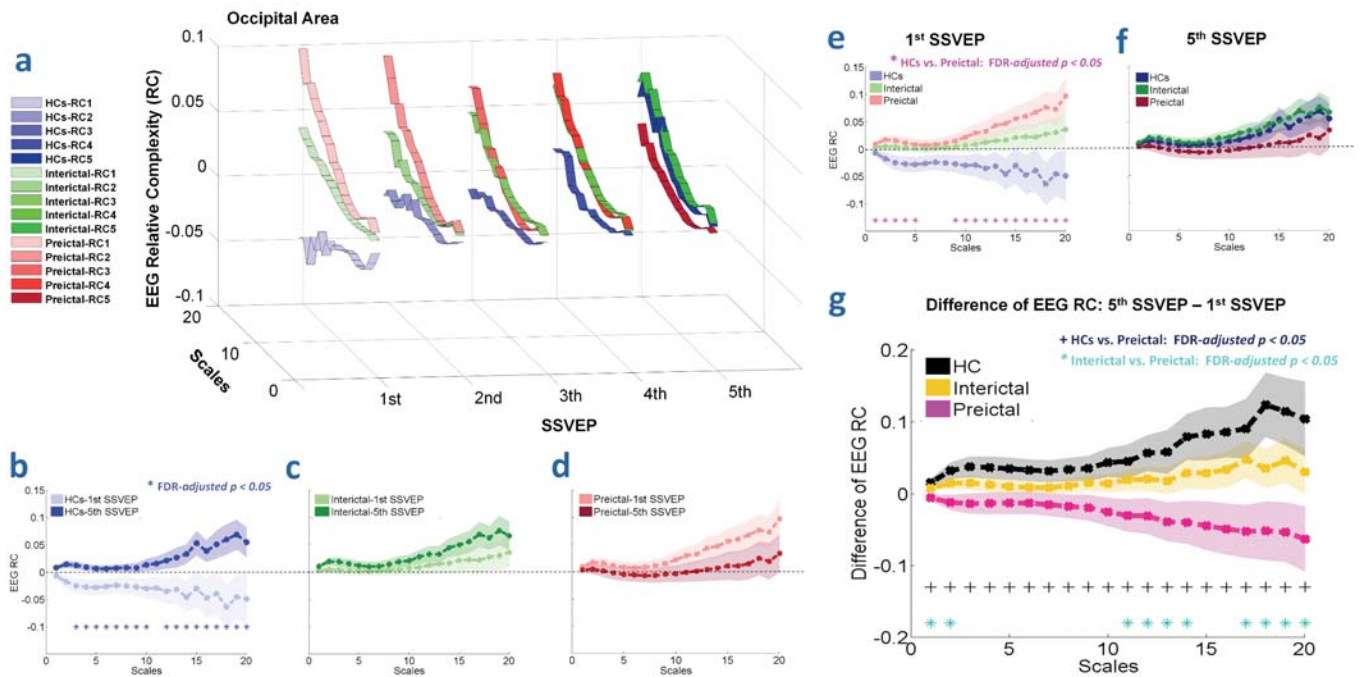 a
Occipital Area
EEG Relative Complexity (RC)
0.1
0.05
0
-0.05
-0.1
20
10
0
Scales
1st
2nd
3th
4th
5th
SSVEP
HCs-RC1
HCs-RC2
HCs-RC3
HCs-RC4
HCs-RC5
Interictal-RC1
Interictal-RC2
Interictal-RC3
Interictal-RC4
Interictal-RC5
Preictal-RC1
Preictal-RC2
Preictal-RC3
Preictal-RC4
Preictal-RC5
b
* FDR-adjusted p < 0.05
HCs-1st SSVEP
HCs-5th SSVEP
EEG RC
0.15
0.1
0.05
0
-0.05
-0.1
0
5
10
15
20
Scales
c
Interictal-1st SSVEP
Interictal-5th SSVEP
0
5
10
15
20
Scales
d
Preictal-1st SSVEP
Preictal-5th SSVEP
0
5
10
15
20
Scales
e
1st SSVEP
* HCs vs. Preictal: FDR-adjusted p < 0.05
HCs
Interictal
Preictal
EEG RC
0.15
0.1
0.05
0
-0.05
-0.1
0
5
10
15
20
Scales
f
5th SSVEP
HCs
Interictal
Preictal
0
5
10
15
20
Scales
g
Difference of EEG RC: 5th SSVEP – 1st SSVEP
+ HCs vs. Preictal: FDR-adjusted p < 0.05
* Interictal vs. Preictal: FDR-adjusted p < 0.05
HC
Interictal
Preictal
Difference of EEG RC
0.2
0.1
0
-0.1
-0.2
0
5
10
15
20
Scales